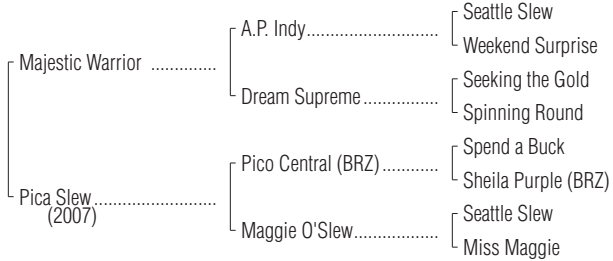 Seattle Slew
A.P. Indy
Weekend Surprise
Majestic Warrior
Seeking the Gold
Dream Supreme
Spinning Round
Spend a Buck
Pico Central (BRZ)
Sheila Purple (BRZ)
Pica Slew
(2007)
Seattle Slew
Maggie O'Slew
Miss Maggie